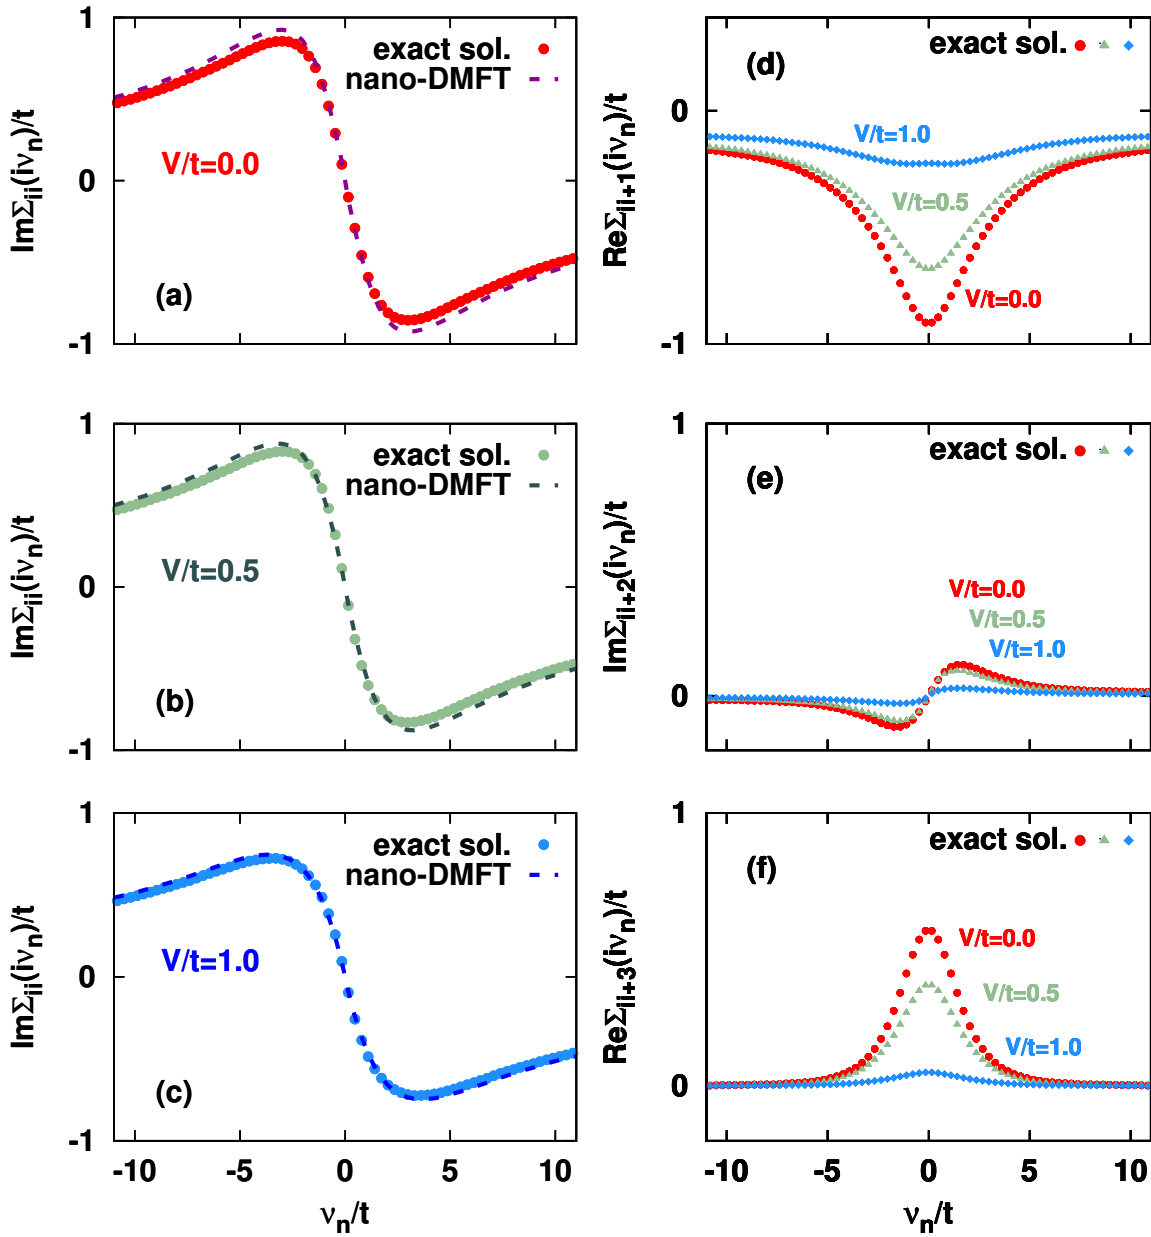 1
exact sol.
nano-DMFT
ImΣii(iνn)/t
0
V/t=0.0
(a)
-1
1
exact sol.
nano-DMFT
ImΣii(iνn)/t
0
V/t=0.5
(b)
-1
1
exact sol.
nano-DMFT
ImΣii(iνn)/t
0
V/t=1.0
(c)
-1
-10 -5 0 5 10
νn/t
1
exact sol.
(d)
ReΣii+1(iνn)/t
0
V/t=1.0
V/t=0.5
V/t=0.0
-1
1
exact sol.
(e)
ImΣii+2(iνn)/t
V/t=0.0
V/t=0.5
V/t=1.0
0
1
exact sol.
(f)
ReΣii+3(iνn)/t
V/t=0.0
V/t=0.5
V/t=1.0
0
-10 -5 0 5 10
νn/t